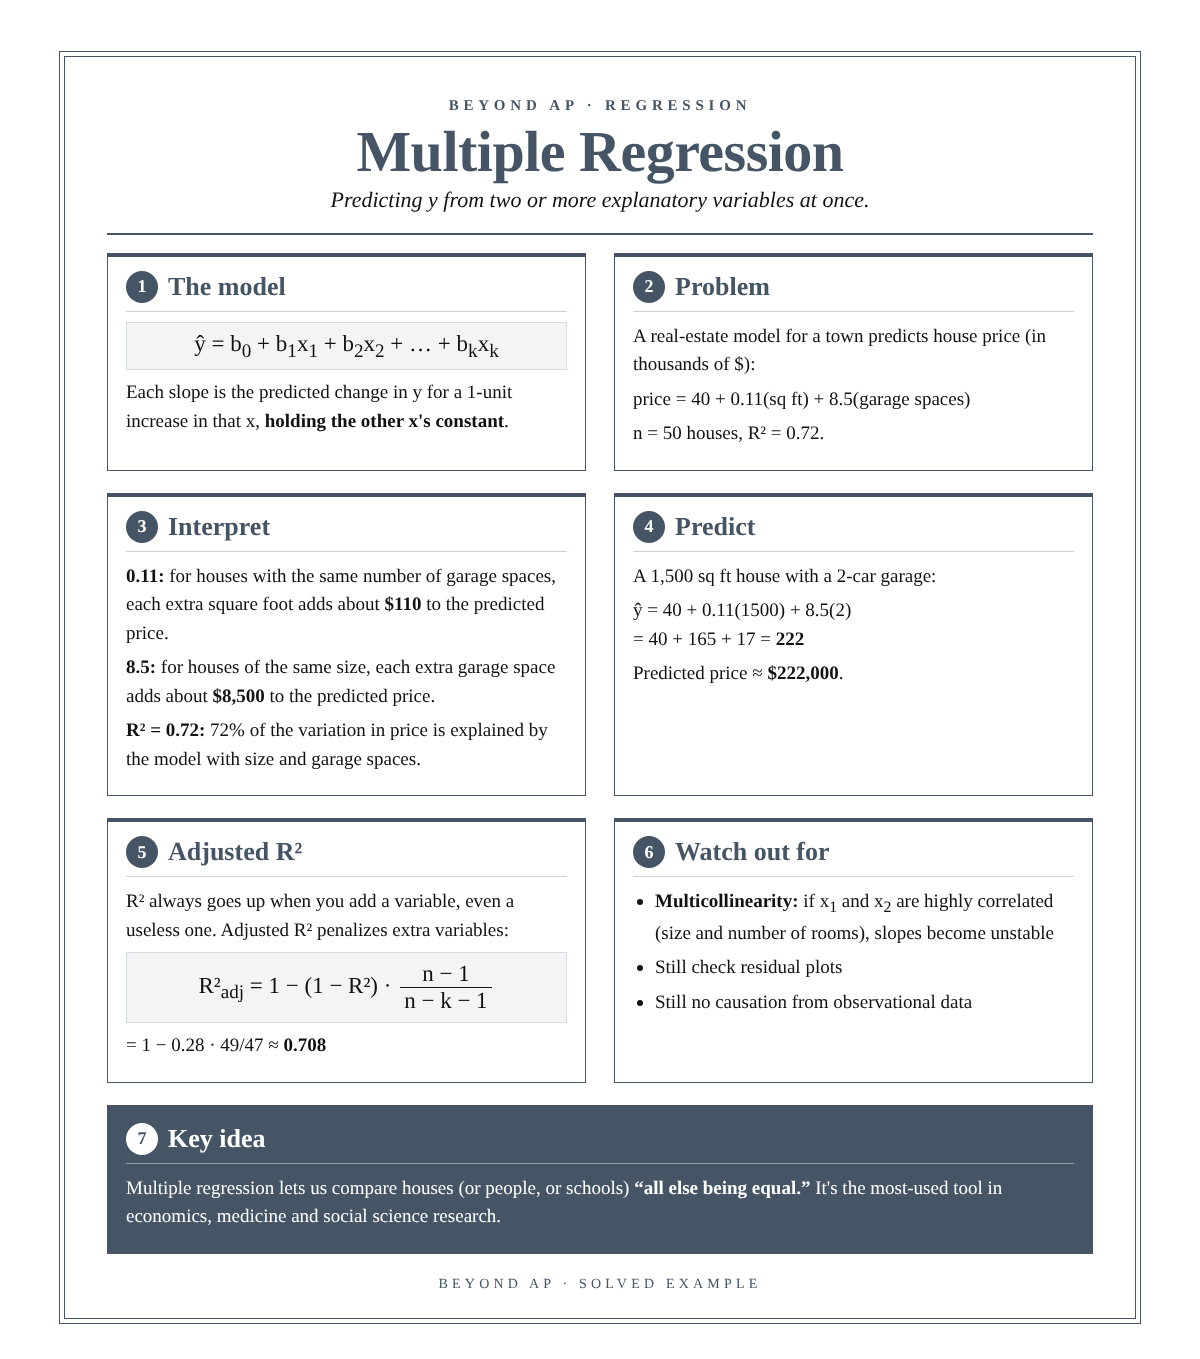 BEYOND AP · REGRESSION
Multiple Regression
Predicting y from two or more explanatory variables at once.
1 The model
ŷ = b₀ + b₁x₁ + b₂x₂ + … + bₖxₖ
Each slope is the predicted change in y for a 1-unit
increase in that x, holding the other x's constant.
2 Problem
A real-estate model for a town predicts house price (in
thousands of $):
price = 40 + 0.11(sq ft) + 8.5(garage spaces)
n = 50 houses, R² = 0.72.
3 Interpret
0.11: for houses with the same number of garage spaces,
each extra square foot adds about $110 to the predicted
price.
8.5: for houses of the same size, each extra garage space
adds about $8,500 to the predicted price.
R² = 0.72: 72% of the variation in price is explained by
the model with size and garage spaces.
4 Predict
A 1,500 sq ft house with a 2-car garage:
ŷ = 40 + 0.11(1500) + 8.5(2)
= 40 + 165 + 17 = 222
Predicted price ≈ $222,000.
5 Adjusted R²
R² always goes up when you add a variable, even a
useless one. Adjusted R² penalizes extra variables:
R²adj = 1 − (1 − R²) · n − 1
n − k − 1
= 1 − 0.28 · 49/47 ≈ 0.708
6 Watch out for
• Multicollinearity: if x₁ and x₂ are highly correlated
(size and number of rooms), slopes become unstable
• Still check residual plots
• Still no causation from observational data
7 Key idea
Multiple regression lets us compare houses (or people, or schools) “all else being equal.” It's the most-used tool in
economics, medicine and social science research.
BEYOND AP · SOLVED EXAMPLE